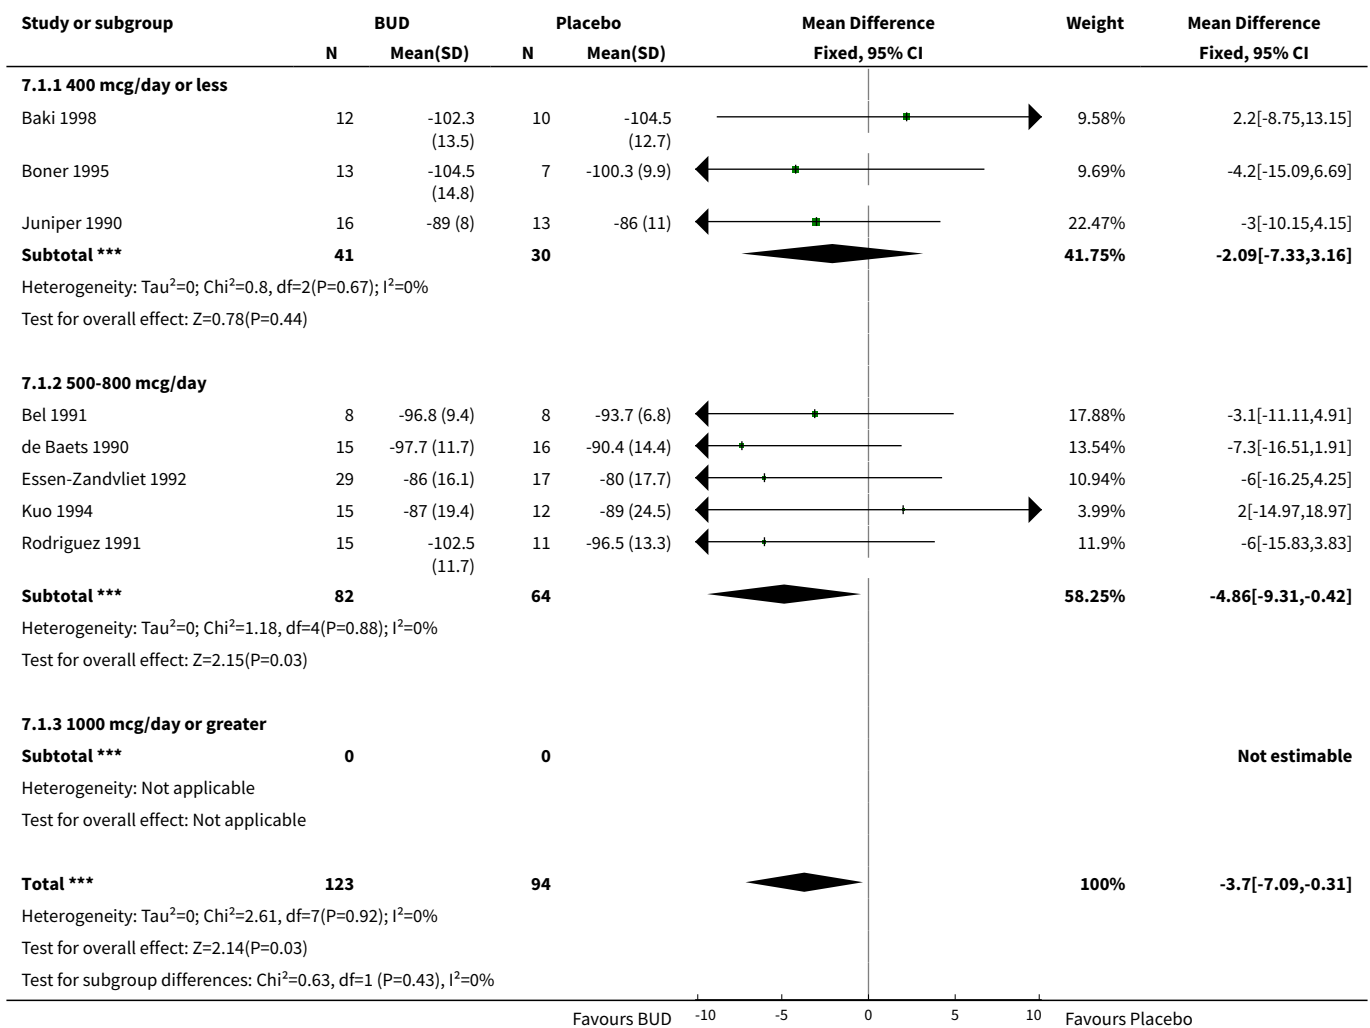 Study or subgroup BUD Placebo Mean Difference Weight Mean Difference
N Mean(SD) N Mean(SD) Fixed, 95% CI Fixed, 95% CI
7.1.1 400 mcg/day or less
Baki 1998 12 -102.3 10 -104.5 9.58% 2.2[-8.75,13.15]
(13.5) (12.7)
Boner 1995 13 -104.5 7 -100.3 (9.9) 9.69% -4.2[-15.09,6.69]
(14.8)
Juniper 1990 16 -89 (8) 13 -86 (11) 22.47% -3[-10.15,4.15]
Subtotal *** 41 30 41.75% -2.09[-7.33,3.16]
Heterogeneity: Tau²=0; Chi²=0.8, df=2(P=0.67); I²=0%
Test for overall effect: Z=0.78(P=0.44)
7.1.2 500-800 mcg/day
Bel 1991 8 -96.8 (9.4) 8 -93.7 (6.8) 17.88% -3.1[-11.11,4.91]
de Baets 1990 15 -97.7 (11.7) 16 -90.4 (14.4) 13.54% -7.3[-16.51,1.91]
Essen-Zandvliet 1992 29 -86 (16.1) 17 -80 (17.7) 10.94% -6[-16.25,4.25]
Kuo 1994 15 -87 (19.4) 12 -89 (24.5) 3.99% 2[-14.97,18.97]
Rodriguez 1991 15 -102.5 11 -96.5 (13.3) 11.9% -6[-15.83,3.83]
(11.7)
Subtotal *** 82 64 58.25% -4.86[-9.31,-0.42]
Heterogeneity: Tau²=0; Chi²=1.18, df=4(P=0.88); I²=0%
Test for overall effect: Z=2.15(P=0.03)
7.1.3 1000 mcg/day or greater
Subtotal *** 0 0 Not estimable
Heterogeneity: Not applicable
Test for overall effect: Not applicable
Total *** 123 94 100% -3.7[-7.09,-0.31]
Heterogeneity: Tau²=0; Chi²=2.61, df=7(P=0.92); I²=0%
Test for overall effect: Z=2.14(P=0.03)
Test for subgroup differences: Chi²=0.63, df=1 (P=0.43), I²=0%
Favours BUD -10 -5 0 5 10 Favours Placebo